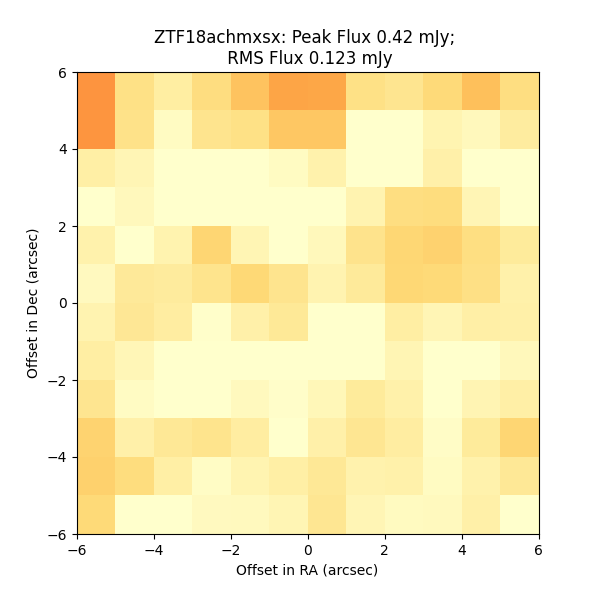 ZTF18achmxsx: Peak Flux 0.42 mJy;
RMS Flux 0.123 mJy
6
4
2
0
−2
−4
−6
Offset in Dec (arcsec)
−6 −4 −2 0 2 4 6
Offset in RA (arcsec)